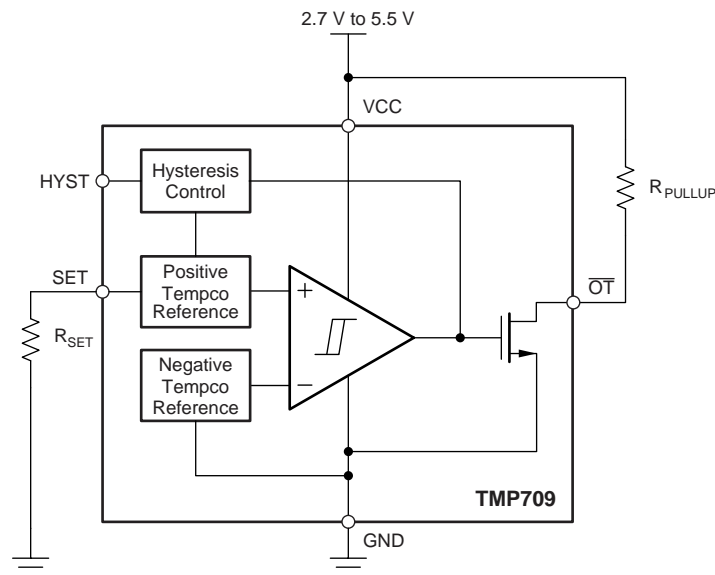 2.7 V to 5.5 V
VCC
HYST
Hysteresis
Control
R_PULLUP
SET
Positive
Tempco
Reference
+
OT
R_SET
Negative
Tempco
Reference
−
TMP709
GND